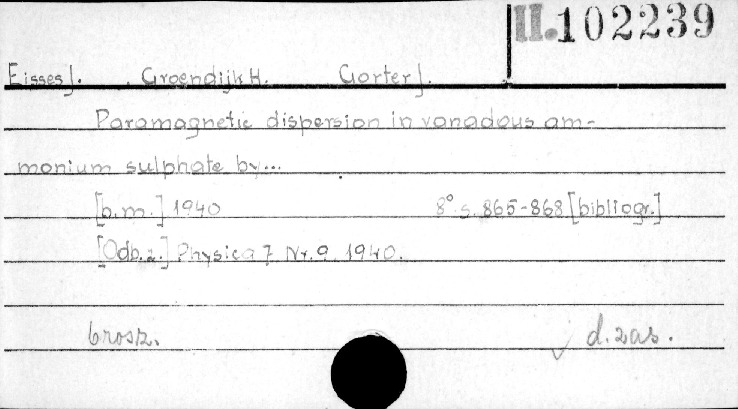 II.102239
Eisses J. Groendijk H. Gorter J.
Paramagnetic dispersion in vanadous am-
monium sulphate by...
[b.m.] 1940 8° s. 865-868 [bibliogr.]
[Odb. z.] Physica 7 Nr. 9 1940.
brosz. d. zas.